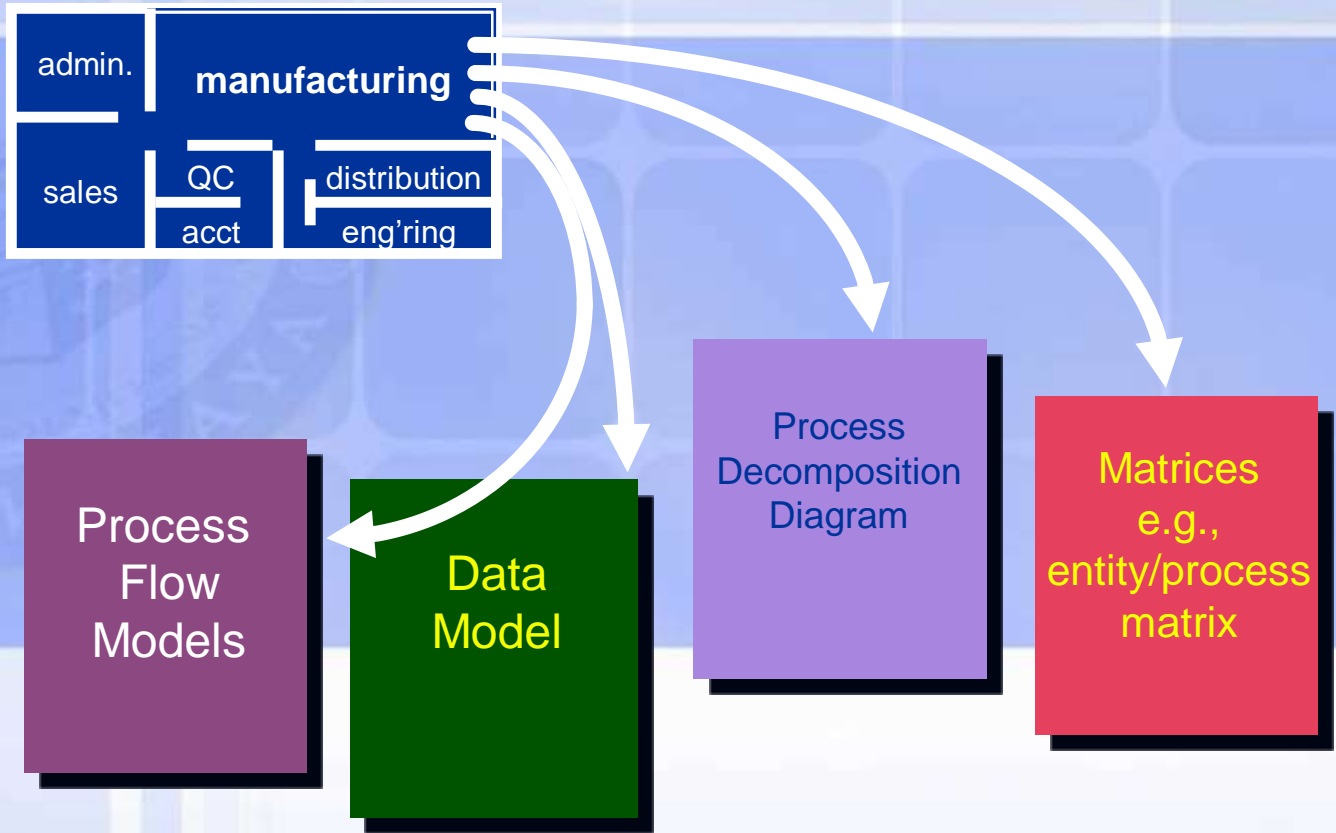 admin.
manufacturing
sales
QC
distribution
acct
eng'ring
Process
Flow
Models
Data
Model
Process
Decomposition
Diagram
Matrices
e.g.,
entity/process
matrix